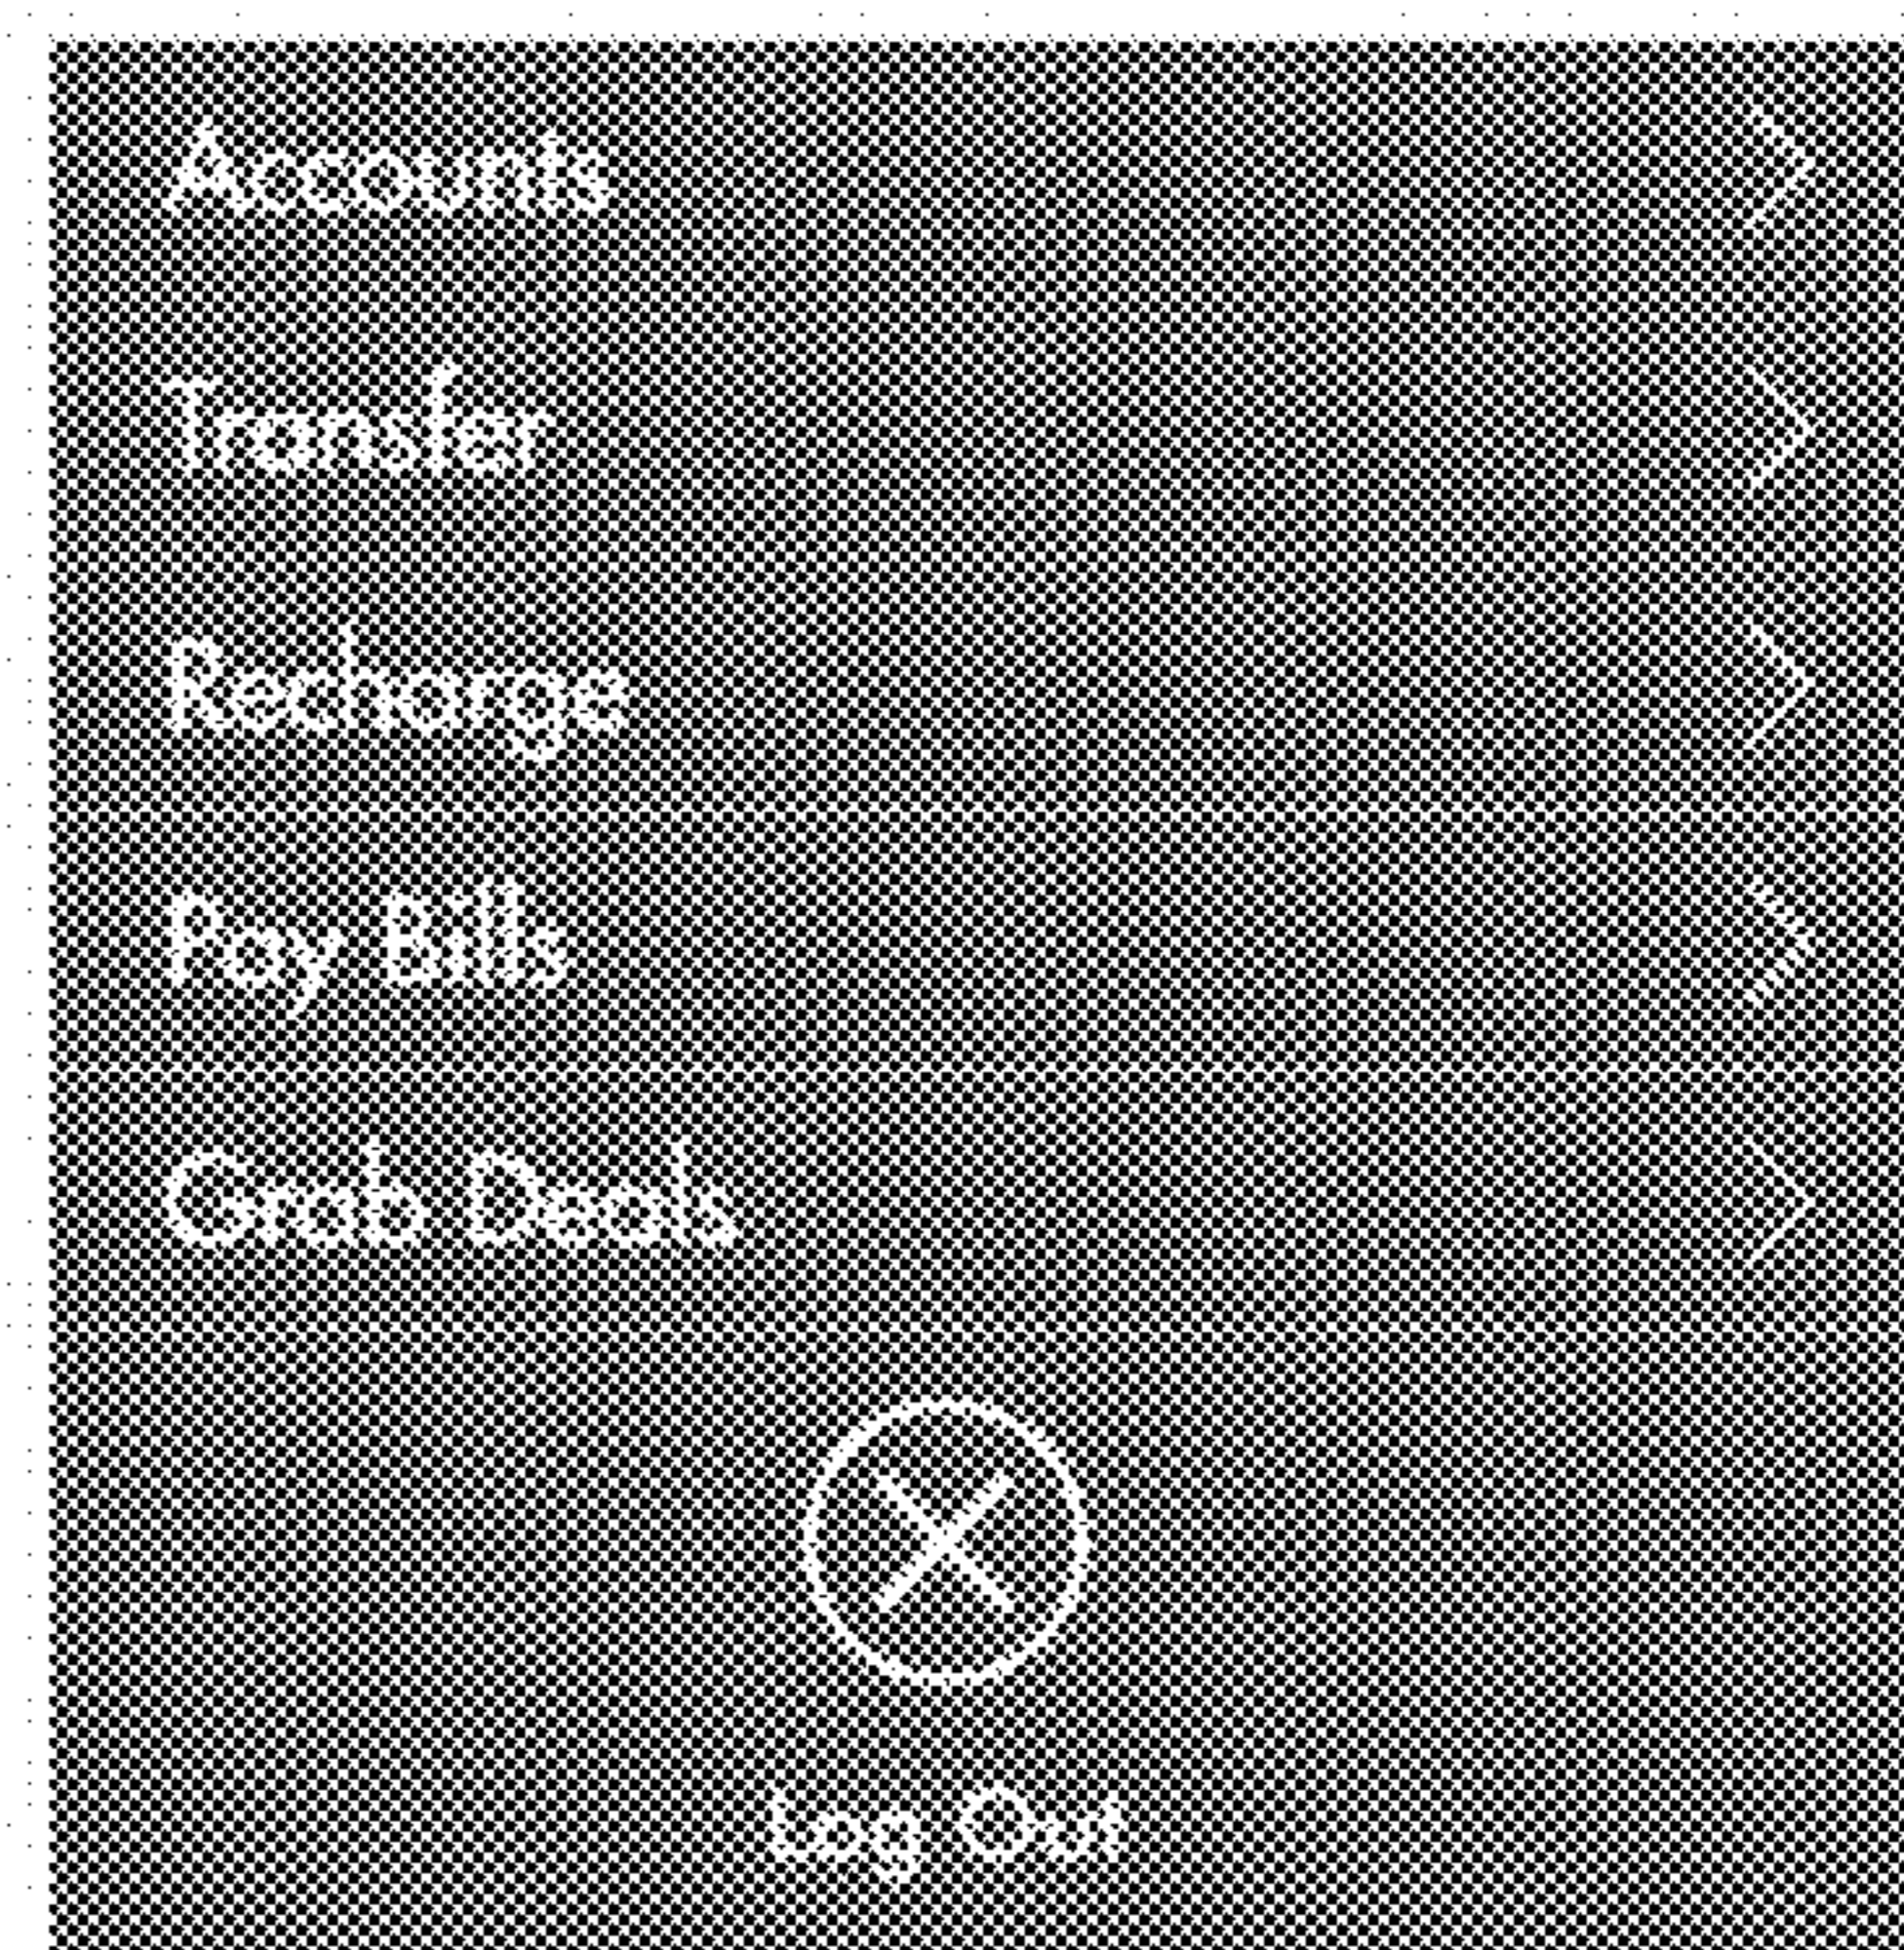 Accounts
Transfer
Recharge
Pay Bills
Grab Deals
Log Out